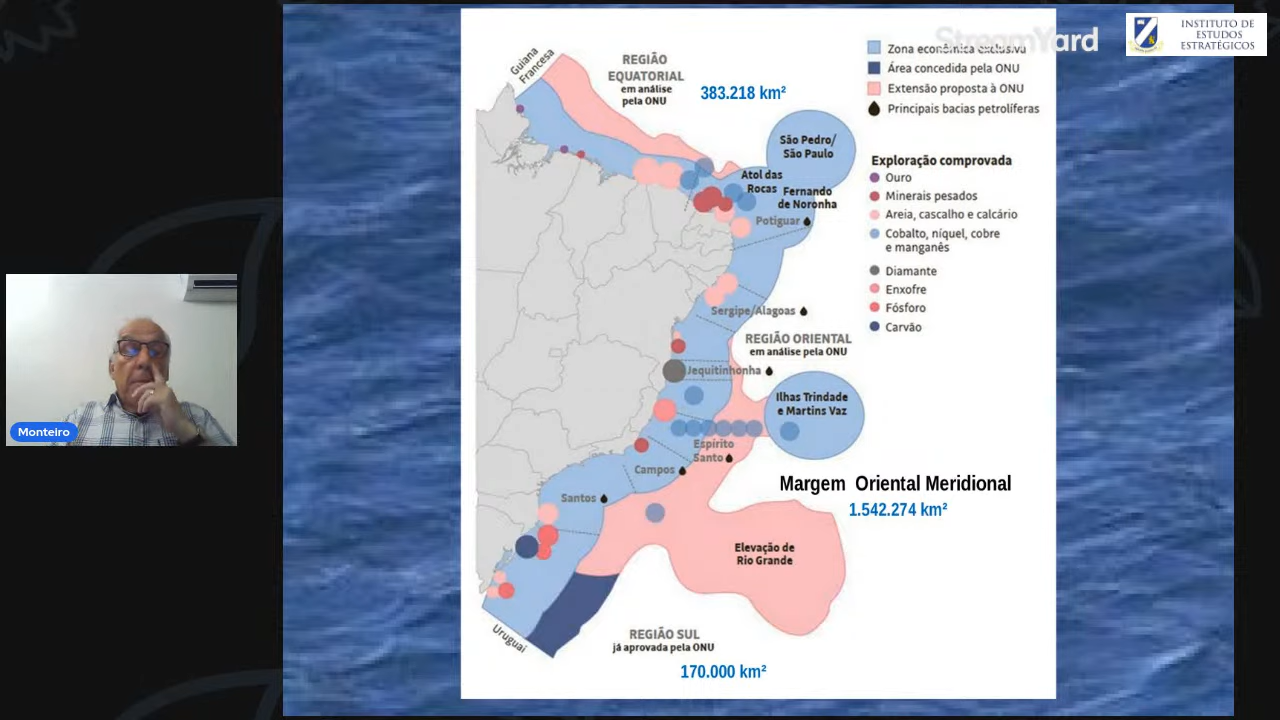 StreamYard
INSTITUTO DE
ESTUDOS
ESTRATÉGICOS
Guiana
Francesa
REGIÃO
EQUATORIAL
em análise
pela ONU
383.218 km²
Zona econômica exclusiva
Área concedida pela ONU
Extensão proposta à ONU
Principais bacias petrolíferas
São Pedro/
São Paulo
Atol das
Rocas
Fernando
de Noronha
Potiguar
Exploração comprovada
Ouro
Minerais pesados
Areia, cascalho e calcário
Cobalto, níquel, cobre
e manganês
Diamante
Enxofre
Fósforo
Carvão
Sergipe/Alagoas
REGIÃO ORIENTAL
em análise pela ONU
Jequitinhonha
Ilhas Trindade
e Martins Vaz
Espírito
Santo
Campos
Santos
Margem Oriental Meridional
1.542.274 km²
Elevação de
Rio Grande
Uruguai
REGIÃO SUL
já aprovada pela ONU
170.000 km²
Monteiro